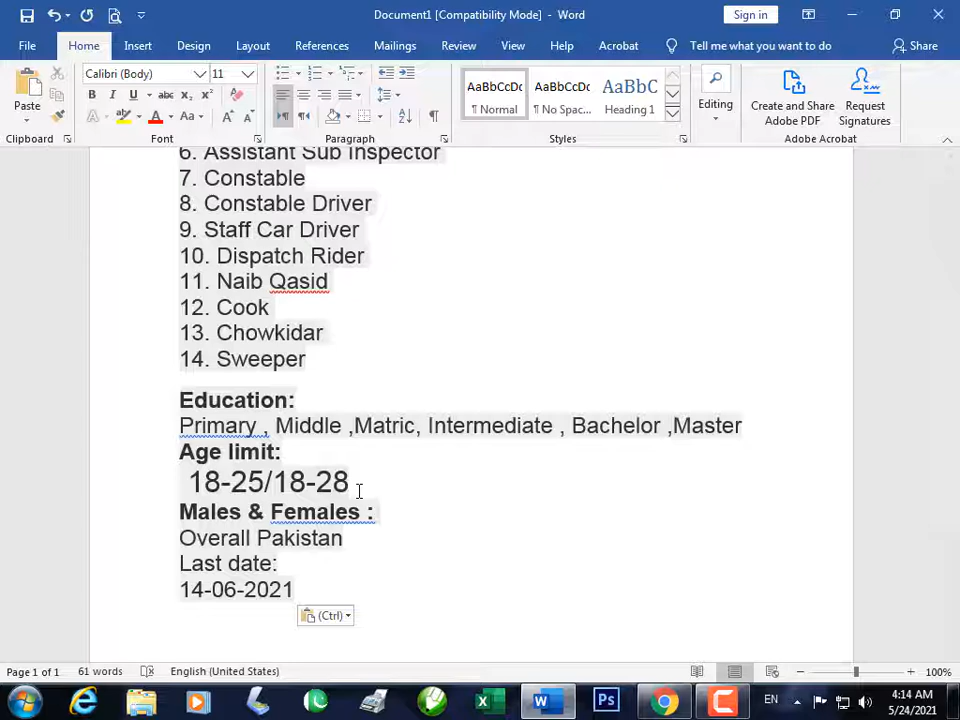 Document1 [Compatibility Mode] - Word
Sign in
File
Home
Insert
Design
Layout
References
Mailings
Review
View
Help
Acrobat
Tell me what you want to do
Share
Paste
Calibri (Body)
11
B I U abc x₂ x²
A ab A Aa A A
AaBbCcDc
¶ Normal
AaBbCcDc
¶ No Spac...
AaBbC
Heading 1
Editing
Create and Share
Adobe PDF
Request
Signatures
Clipboard
Font
Paragraph
Styles
Adobe Acrobat
6. Assistant Sub Inspector
7. Constable
8. Constable Driver
9. Staff Car Driver
10. Dispatch Rider
11. Naib Qasid
12. Cook
13. Chowkidar
14. Sweeper
Education:
Primary , Middle ,Matric, Intermediate , Bachelor ,Master
Age limit:
18-25/18-28
Males & Females :
Overall Pakistan
Last date:
14-06-2021
(Ctrl)
Page 1 of 1
61 words
English (United States)
100%
Ps
EN
4:14 AM
5/24/2021